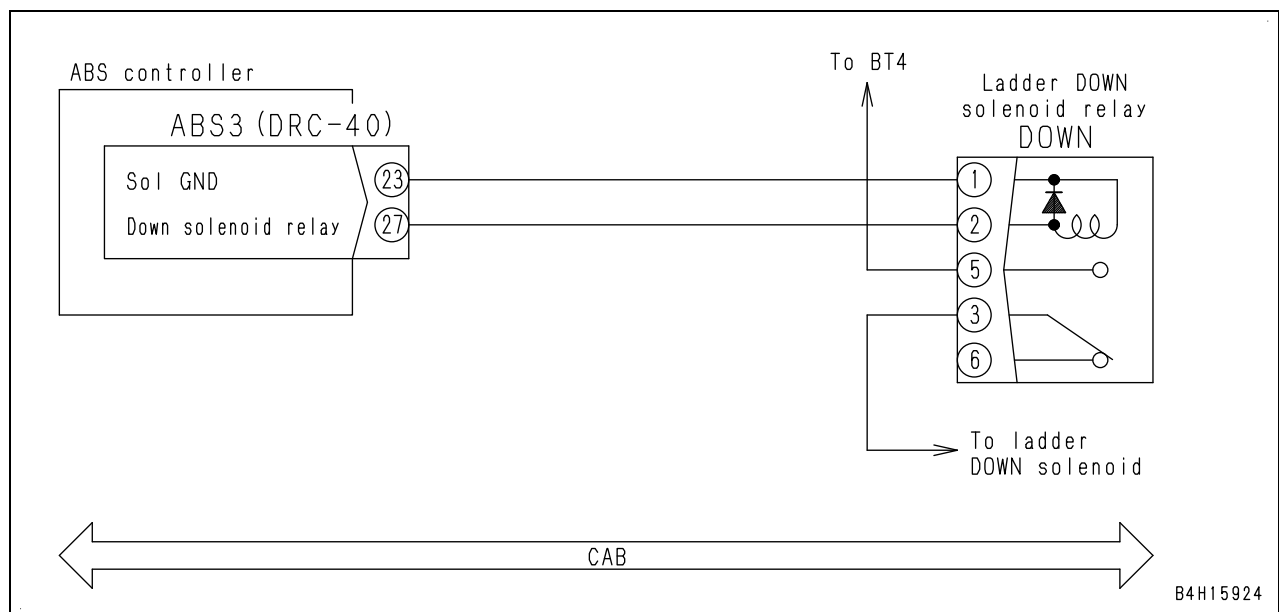 To BT4
ABS controller
Ladder DOWN
solenoid relay
DOWN
ABS3 (DRC-40)
Sol GND
23
1
Down solenoid relay
27
2
5
3
6
To ladder
DOWN solenoid
CAB
B4H15924